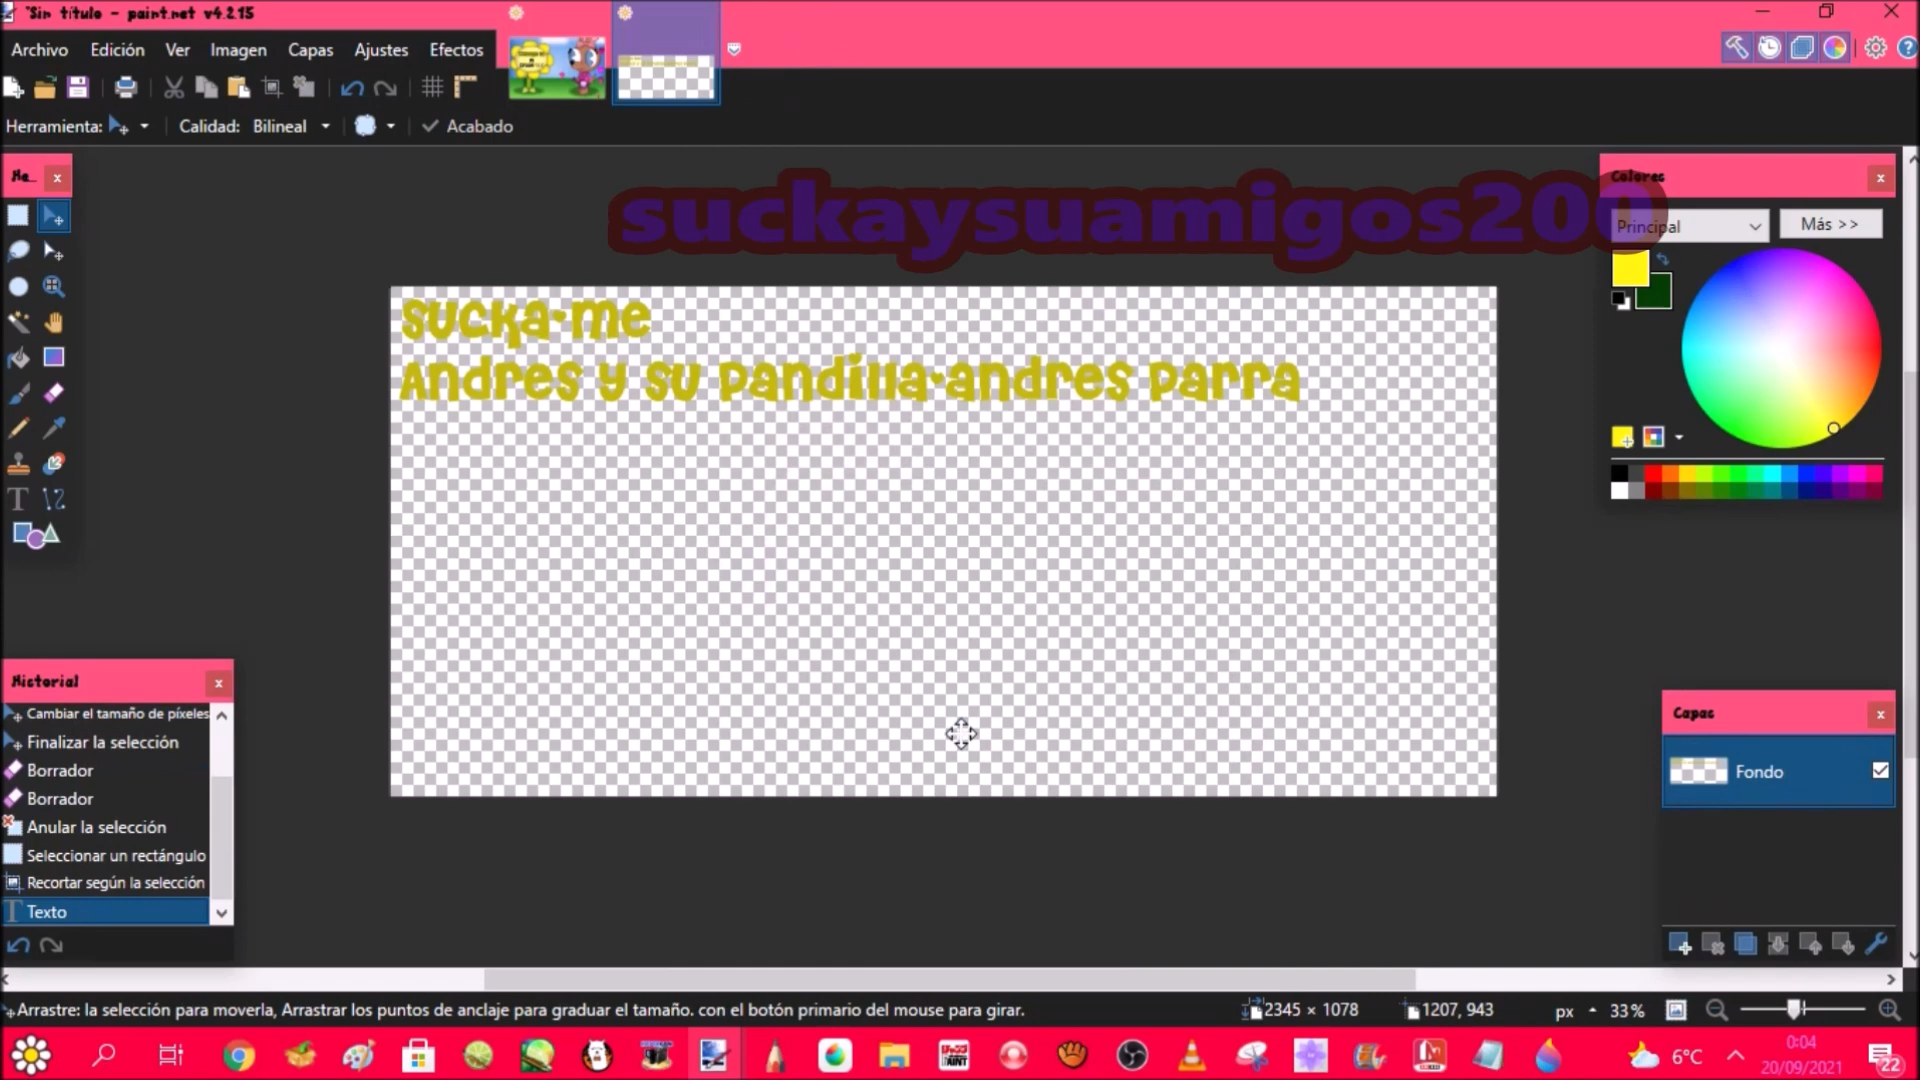 *Sin título - paint.net v4.2.15
Archivo Edición Ver Imagen Capas Ajustes Efectos
Herramienta: Calidad: Bilineal Acabado
He...
suckaysuamigos200
Colores
Principal Más >>
sucka-me
Andres y su pandilla-andres parra
Historial
Cambiar el tamaño de píxeles
Finalizar la selección
Borrador
Borrador
Anular la selección
Seleccionar un rectángulo
Recortar según la selección
Texto
Capas
Fondo
Arrastre: la selección para moverla, Arrastrar los puntos de anclaje para graduar el tamaño. con el botón primario del mouse para girar.
2345 × 1078 1207, 943 px 33%
6°C 0:04
20/09/2021 22